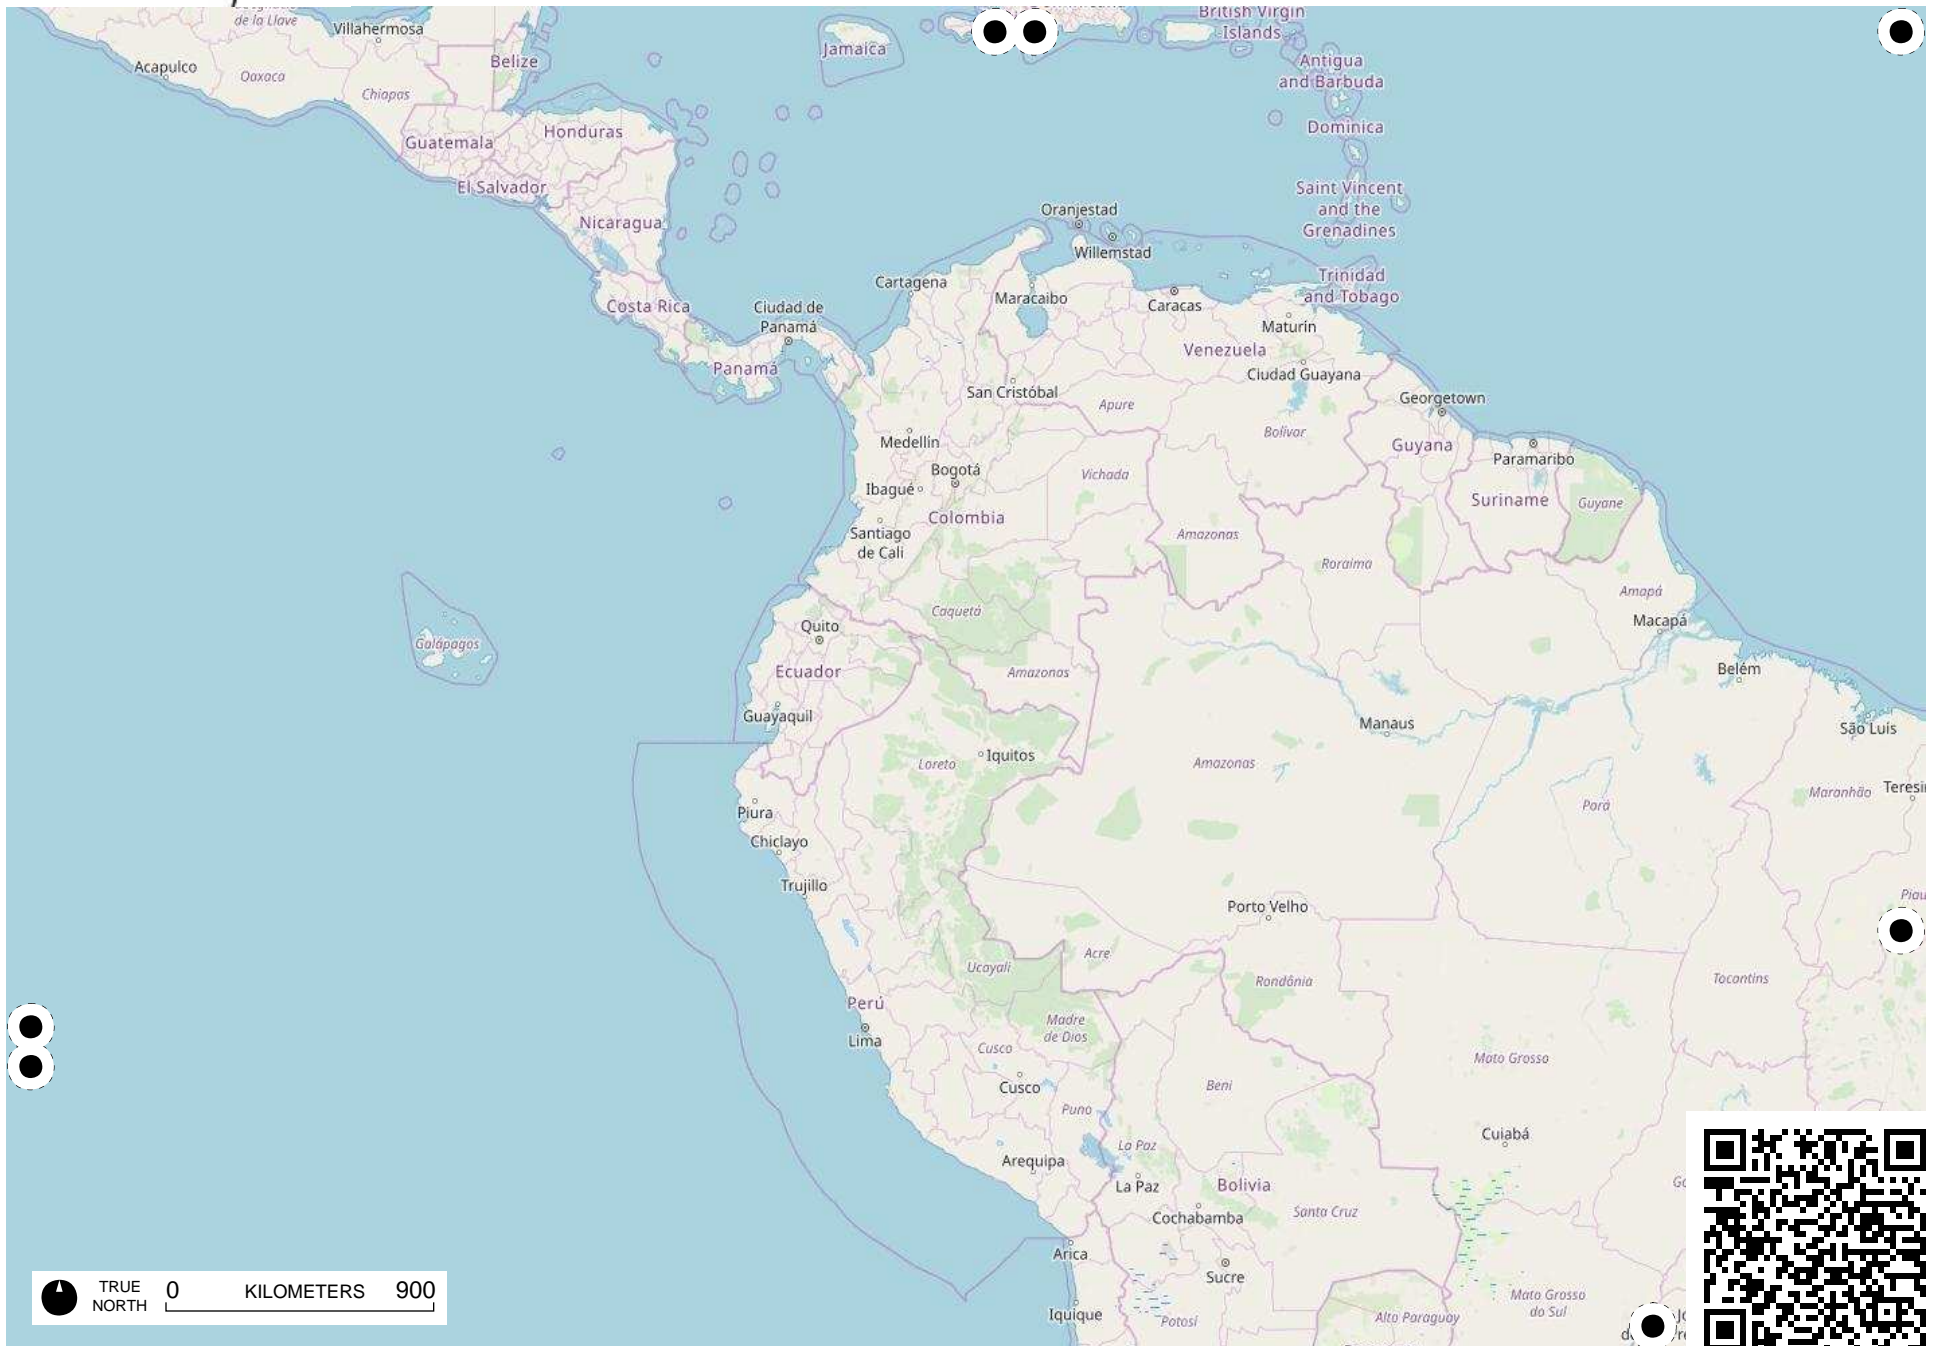 de la Llave
Villahermosa
Acapulco
Oaxaca
Chiapas
Belize
Jamaica
British Virgin
Islands
Antigua
and Barbuda
Dominica
Guatemala
Honduras
El Salvador
Nicaragua
Saint Vincent
and the
Grenadines
Oranjestad
Willemstad
Costa Rica
Ciudad de
Panamá
Panamá
Cartagena
Maracaibo
Caracas
Trinidad
and Tobago
Maturín
Venezuela
Ciudad Guayana
San Cristóbal
Apure
Bolívar
Georgetown
Guyana
Medellín
Bogotá
Ibagué
Vichada
Paramaribo
Suriname
Guyane
Colombia
Santiago
de Cali
Amazonas
Roraima
Caquetá
Amapá
Macapá
Galápagos
Quito
Ecuador
Amazonas
Belém
Guayaquil
Manaus
São Luís
Iquitos
Loreto
Amazonas
Pará
Maranhão
Teresi
Piura
Chiclayo
Trujillo
Porto Velho
Piau
Acre
Ucayali
Rondônia
Tocantins
Perú
Lima
Madre
de Dios
Cusco
Cusco
Mato Grosso
Beni
Puno
La Paz
Cuiabá
Arequipa
La Paz
Bolivia
Cochabamba
Santa Cruz
Go
Arica
Sucre
Mato Grosso
do Sul
Iquique
Potosí
Alto Paraguay
TRUE
NORTH
0 KILOMETERS 900